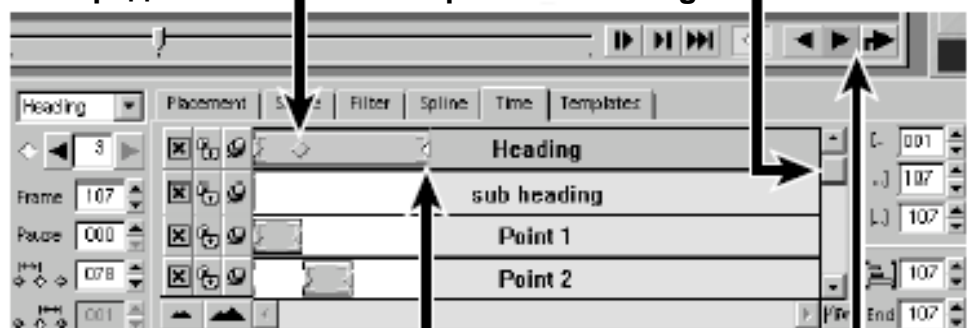 Heading Placement Filter Spline Time Templates
3 Heading [- 001
Frame 107 sub heading ..] 107
Pause 000 Point 1 [..] 107
078 Point 2 107
001 End 107